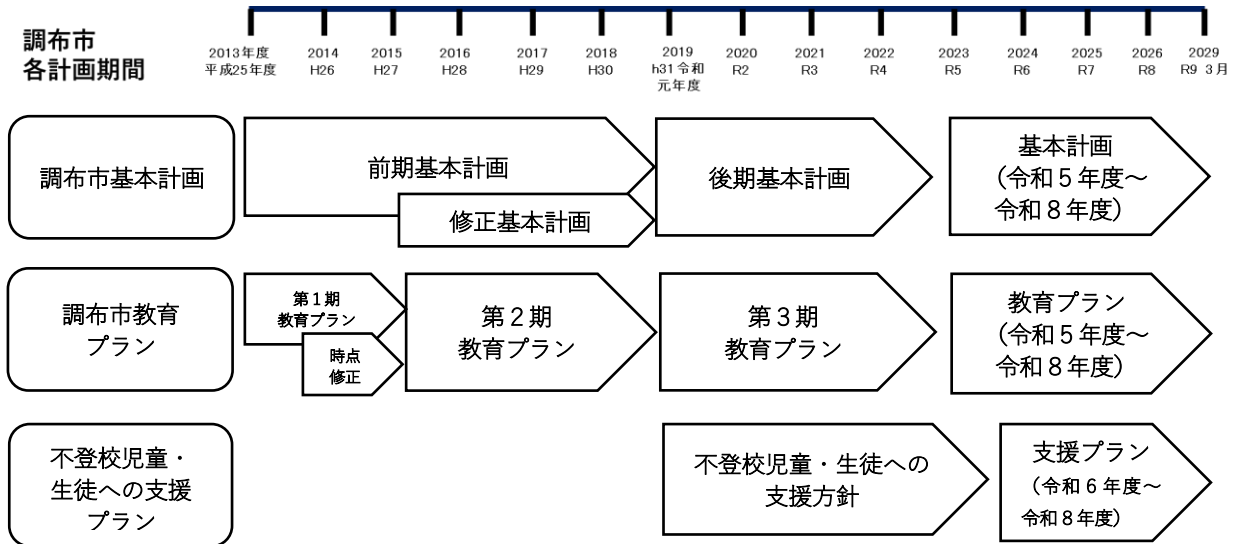 調布市
各計画期間
2013年度
平成25年度
2014
H26
2015
H27
2016
H28
2017
H29
2018
H30
2019
h31令和
元年度
2020
R2
2021
R3
2022
R4
2023
R5
2024
R6
2025
R7
2026
R8
2029
R9 3月
調布市基本計画
前期基本計画
修正基本計画
後期基本計画
基本計画
（令和５年度～
令和８年度）
調布市教育
プラン
第１期
教育プラン
時点
修正
第２期
教育プラン
第３期
教育プラン
教育プラン
（令和５年度～
令和８年度）
不登校児童・
生徒への支援
プラン
不登校児童・生徒への
支援方針
支援プラン
（令和６年度～
令和８年度）